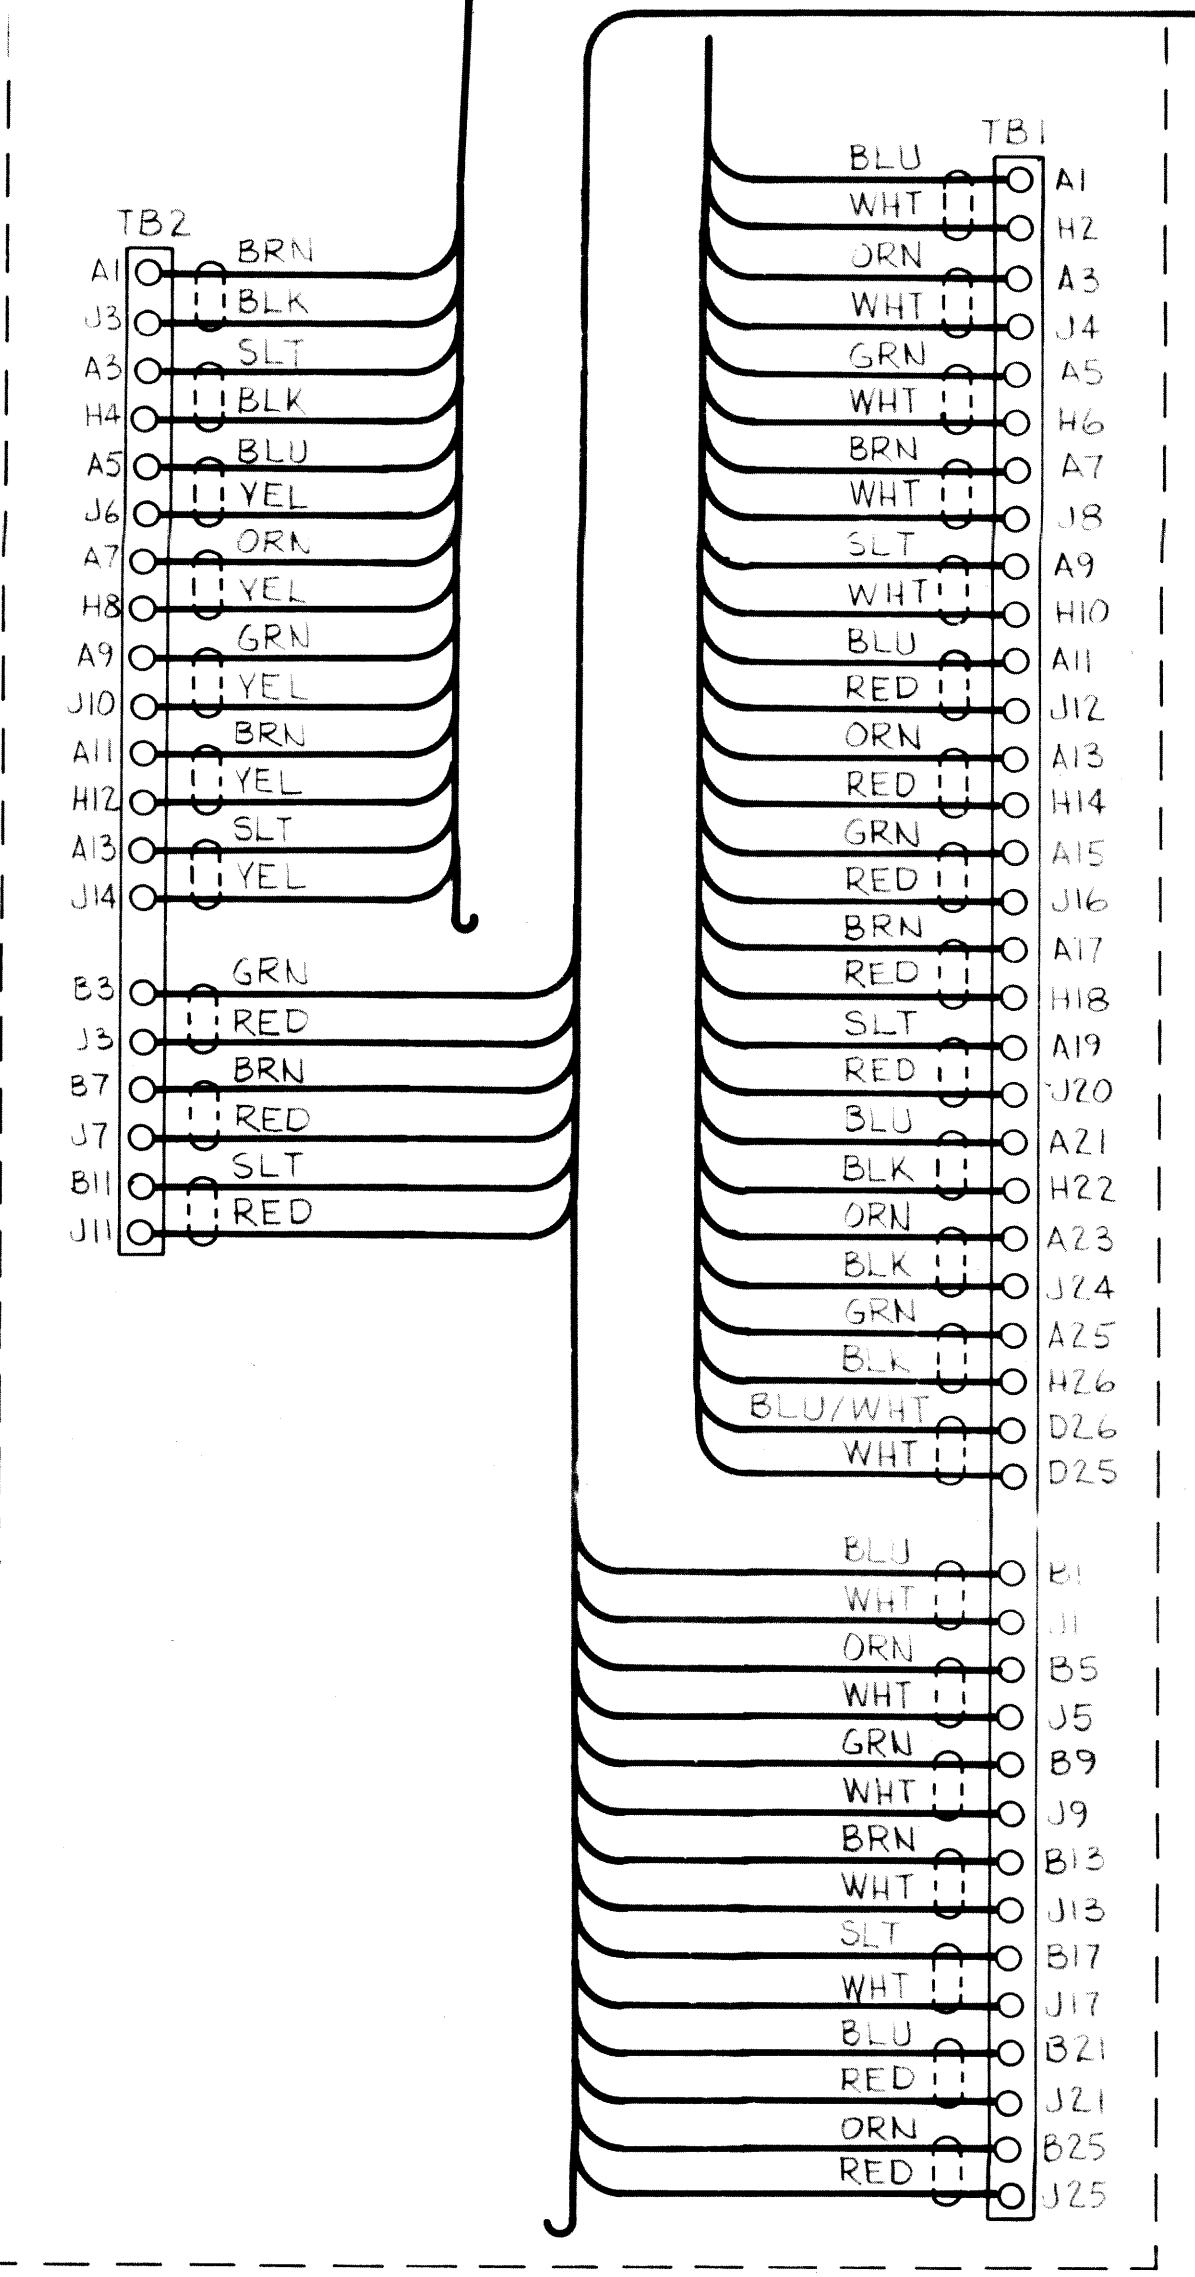 TB2
A1 BRN
J3 BLK
A3 SLT
H4 BLK
A5 BLU
J6 YEL
A7 ORN
H8 YEL
A9 GRN
J10 YEL
A11 BRN
H12 YEL
A13 SLT
J14 YEL
B3 GRN
J3 RED
B7 BRN
J7 RED
B11 SLT
J11 RED
TB1
BLU A1
WHT H2
ORN A3
WHT J4
GRN A5
WHT H6
BRN A7
WHT J8
SLT A9
WHT H10
BLU A11
RED J12
ORN A13
RED H14
GRN A15
RED J16
BRN A17
RED H18
SLT A19
RED J20
BLU A21
BLK H22
ORN A23
BLK J24
GRN A25
BLK H26
BLU/WHT D26
WHT D25
BLU B1
WHT J1
ORN B5
WHT J5
GRN B9
WHT J9
BRN B13
WHT J13
SLT B17
WHT J17
BLU B21
RED J21
ORN B25
RED J25